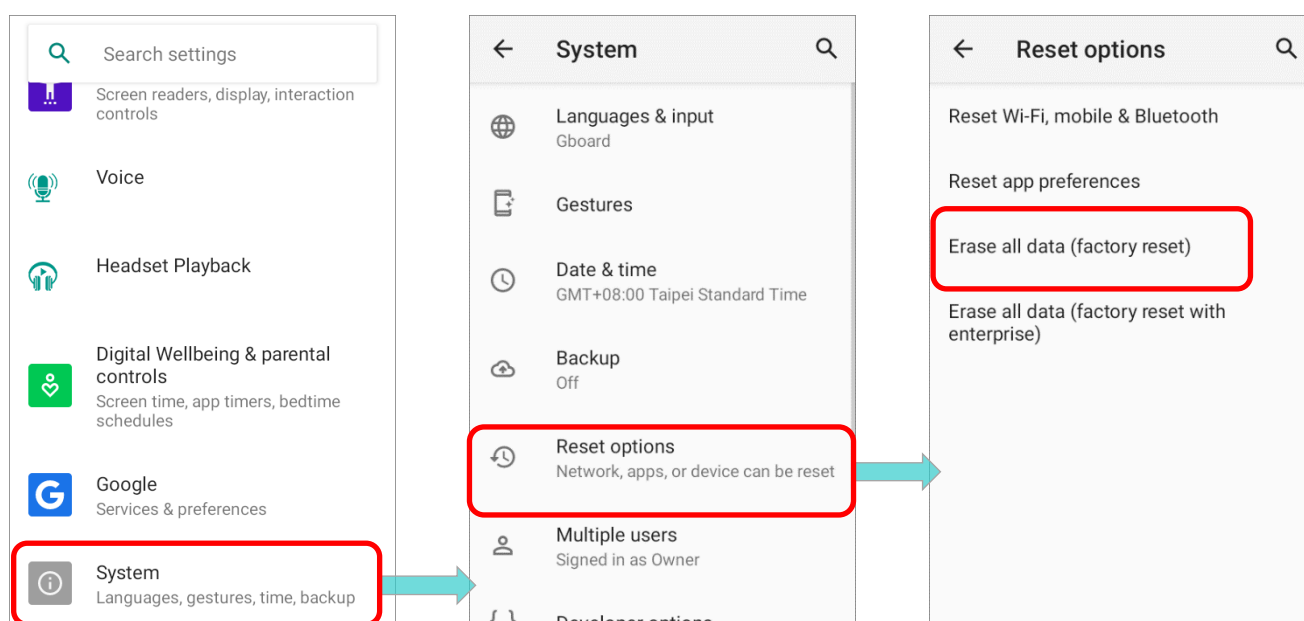 Search settings
Screen readers, display, interaction
controls
Voice
Headset Playback
Digital Wellbeing & parental
controls
Screen time, app timers, bedtime
schedules
Google
Services & preferences
System
Languages, gestures, time, backup
System
Languages & input
Gboard
Gestures
Date & time
GMT+08:00 Taipei Standard Time
Backup
Off
Reset options
Network, apps, or device can be reset
Multiple users
Signed in as Owner
Developer options
Reset options
Reset Wi-Fi, mobile & Bluetooth
Reset app preferences
Erase all data (factory reset)
Erase all data (factory reset with
enterprise)